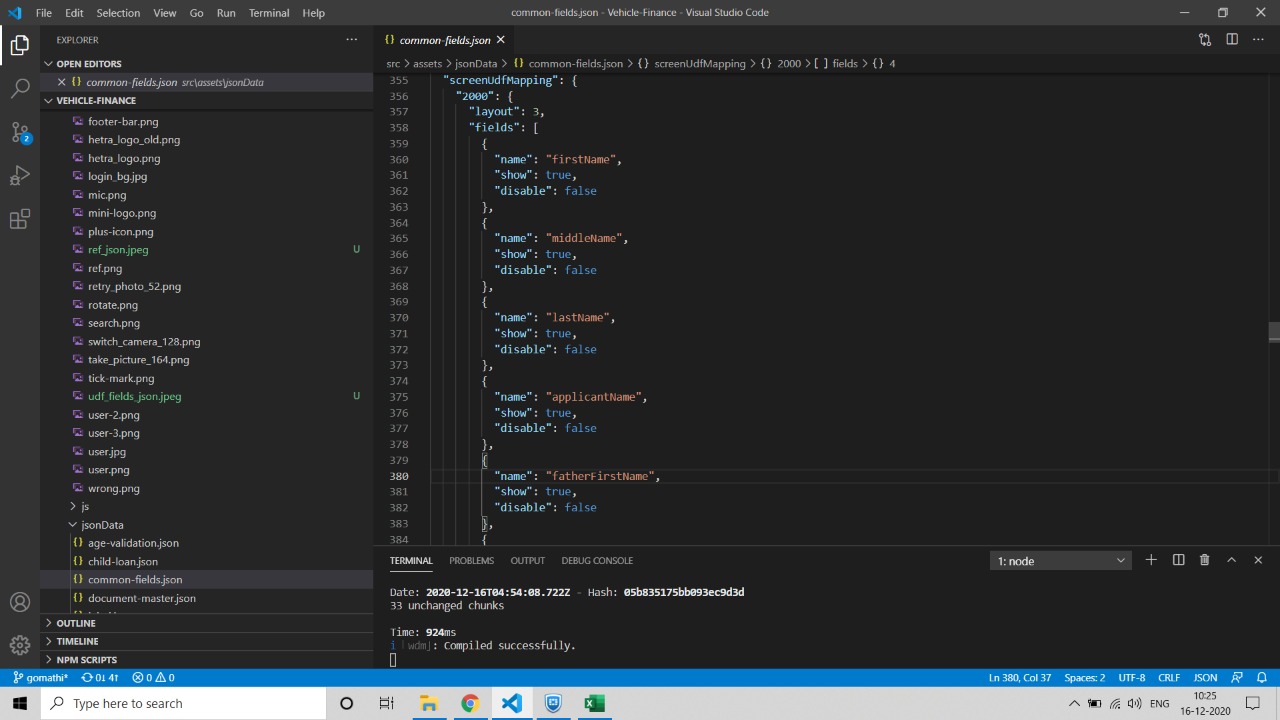 File Edit Selection View Go Run Terminal Help common-fields.json - Vehicle-Finance - Visual Studio Code
EXPLORER
OPEN EDITORS
common-fields.json src\assets\jsonData
VEHICLE-FINANCE
footer-bar.png
hetra_logo_old.png
hetra_logo.png
login_bg.jpg
mic.png
mini-logo.png
plus-icon.png
ref_json.jpeg U
ref.png
retry_photo_52.png
rotate.png
search.png
switch_camera_128.png
take_picture_164.png
tick-mark.png
udf_fields_json.jpeg U
user-2.png
user-3.png
user.jpg
user.png
wrong.png
js
jsonData
age-validation.json
child-loan.json
common-fields.json
document-master.json
OUTLINE
TIMELINE
NPM SCRIPTS
2
common-fields.json
src > assets > jsonData > {} common-fields.json > {} screenUdfMapping > {} 2000 > [ ] fields > {} 4
355 "screenUdfMapping": {
356 "2000": {
357 "layout": 3,
358 "fields": [
359 {
360 "name": "firstName",
361 "show": true,
362 "disable": false
363 },
364 {
365 "name": "middleName",
366 "show": true,
367 "disable": false
368 },
369 {
370 "name": "lastName",
371 "show": true,
372 "disable": false
373 },
374 {
375 "name": "applicantName",
376 "show": true,
377 "disable": false
378 },
379 {
380 "name": "fatherFirstName",
381 "show": true,
382 "disable": false
383 },
384 {
TERMINAL PROBLEMS OUTPUT DEBUG CONSOLE 1: node
Date: 2020-12-16T04:54:08.722Z - Hash: 05b835175bb093ec9d3d
33 unchanged chunks
Time: 924ms
i ｢wdm｣: Compiled successfully.
gomathi* 0↓ 4↑ 0 0 Ln 380, Col 37 Spaces: 2 UTF-8 CRLF JSON
Type here to search ENG 10:25
16-12-2020